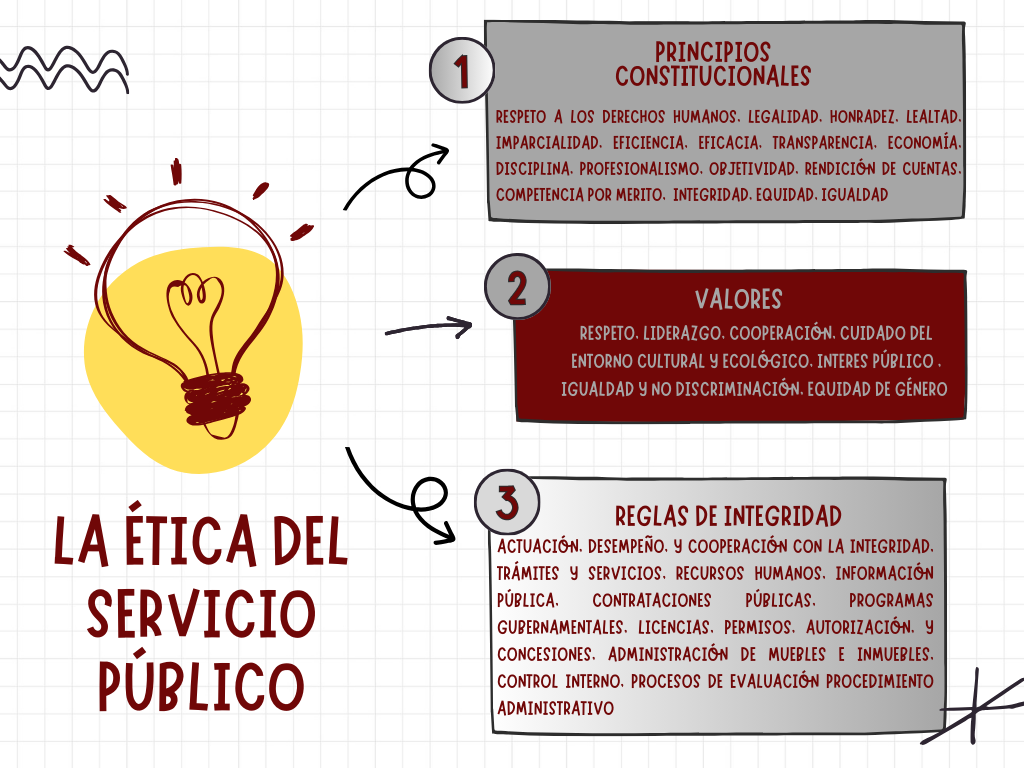 LA ÉTICA DEL
SERVICIO
PÚBLICO
1
PRINCIPIOS
CONSTITUCIONALES
RESPETO A LOS DERECHOS HUMANOS, LEGALIDAD, HONRADEZ, LEALTAD,
IMPARCIALIDAD, EFICIENCIA, EFICACIA, TRANSPARENCIA, ECONOMÍA,
DISCIPLINA, PROFESIONALISMO, OBJETIVIDAD, RENDICIÓN DE CUENTAS,
COMPETENCIA POR MERITO, INTEGRIDAD, EQUIDAD, IGUALDAD
2
VALORES
RESPETO, LIDERAZGO, COOPERACIÓN, CUIDADO DEL
ENTORNO CULTURAL Y ECOLÓGICO, INTERES PÚBLICO ,
IGUALDAD Y NO DISCRIMINACIÓN, EQUIDAD DE GÉNERO
3
REGLAS DE INTEGRIDAD
ACTUACIÓN, DESEMPEÑO, Y COOPERACIÓN CON LA INTEGRIDAD,
TRÁMITES Y SERVICIOS, RECURSOS HUMANOS, INFORMACIÓN
PÚBLICA, CONTRATACIONES PÚBLICAS, PROGRAMAS
GUBERNAMENTALES, LICENCIAS, PERMISOS, AUTORIZACIÓN, Y
CONCESIONES, ADMINISTRACIÓN DE MUEBLES E INMUEBLES,
CONTROL INTERNO, PROCESOS DE EVALUACIÓN PROCEDIMIENTO
ADMINISTRATIVO